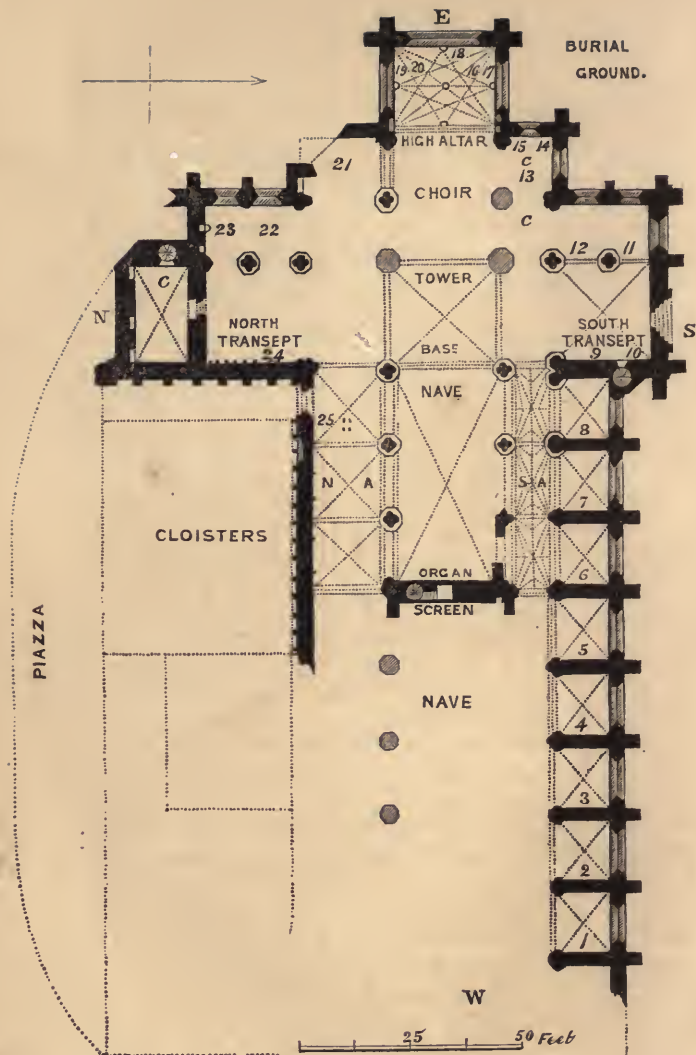 E
BURIAL
GROUND.
18
19 20 16 17
HIGH ALTAR
15 14
C
13
21
CHOIR
C
23 22
12 11
C
TOWER
N
S
NORTH
TRANSEPT
24
BASE
SOUTH
TRANSEPT
9 10
NAVE
25
8
N A
S A
7
CLOISTERS
6
ORGAN
SCREEN
PIAZZA
5
NAVE
4
3
2
1
W
25 50 Feet